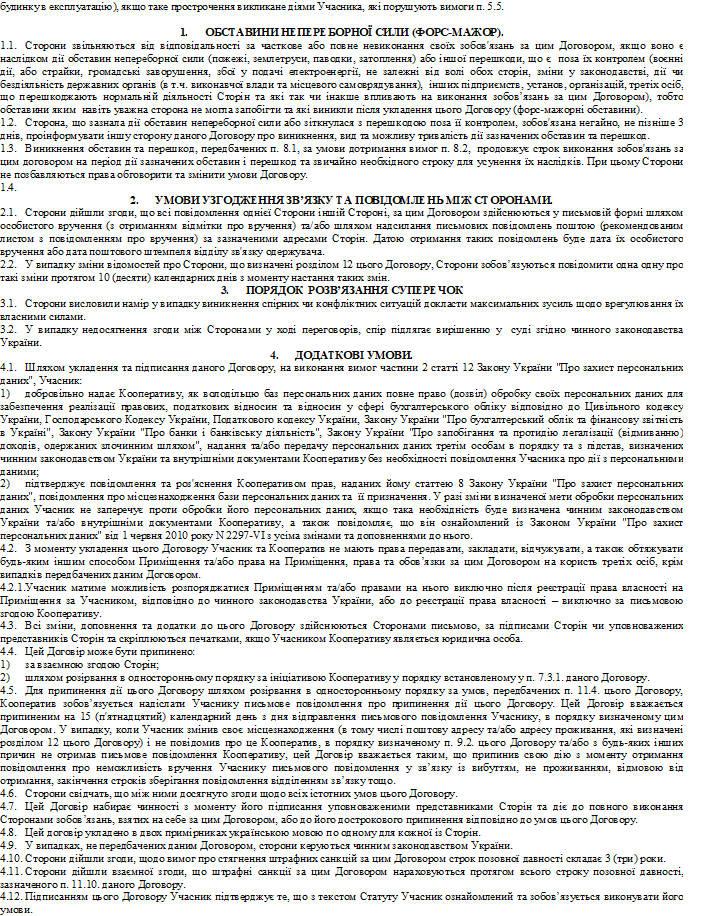 будинку в експлуатацію), якщо таке прострочення викликане діями Учасника, які порушують вимоги п. 5.5.
1. ОБСТАВИНИ НЕПЕРЕБОРНОЇ СИЛИ (ФОРС-МАЖОР).
1.1. Сторони звільняються від відповідальності за часткове або повне невиконання своїх зобов'язань за цим Договором, якщо воно є
наслідком дії обставин непереборної сили (пожежі, землетруси, паводки, затоплення) або іншої перешкоди, що є поза їх контролем (воєнні
дії, або страйки, громадські заворушення, збої у подачі електроенергії, не залежні від волі обох сторін, зміни у законодавстві, дії чи
бездіяльність державних органів (в т.ч. виконавчої влади та місцевого самоврядування), інших підприємств, установ, організацій, третіх осіб,
що перешкоджають нормальній діяльності Сторін та які так чи інакше впливають на виконання зобов’язань за цим Договором), тобто
обставини яким навіть уважна сторона не могла запобігти та які виникли після укладення цього Договору (форс-мажорні обставини).
1.2. Сторона, що зазнала дії обставин непереборної сили або зіткнулася з перешкодою поза її контролем, зобов'язана негайно, не пізніше 3
днів, проінформувати іншу сторону даного Договору про виникнення, вид та можливу тривалість дії зазначених обставин та перешкод.
1.3. Виникнення обставин та перешкод, передбачених п. 8.1, за умови дотримання вимог п. 8.2, продовжує строк виконання зобов'язань за
цим договором на період дії зазначених обставин і перешкод та звичайно необхідного строку для усунення їх наслідків. При цьому Сторони
не позбавляються права обговорити та змінити умови Договору.
1.4.
2. УМОВИ УЗГОДЖЕННЯ ЗВ’ЯЗКУ ТА ПОВІДОМЛЕНЬ МІЖ СТОРОНАМИ.
2.1. Сторони дійшли згоди, що всі повідомлення однієї Сторони іншій Стороні, за цим Договором здійснюються у письмовій формі шляхом
особистого вручення (з отриманням відмітки про вручення) та/або шляхом надсилання письмових повідомлень поштою (рекомендованим
листом з повідомленням про вручення) за зазначеними адресами Сторін. Датою отримання таких повідомлень буде дата їх особистого
вручення або дата поштового штемпеля відділу зв'язку одержувача.
2.2. У випадку зміни відомостей про Сторони, що визначені розділом 12 цього Договору, Сторони зобов’язуються повідомити одна одну про
такі зміни протягом 10 (десяти) календарних днів з моменту настання таких змін.
3. ПОРЯДОК РОЗВ’ЯЗАННЯ СУПЕРЕЧОК
3.1. Сторони висловили намір у випадку виникнення спірних чи конфліктних ситуацій докласти максимальних зусиль щодо врегулювання їх
власними силами.
3.2. У випадку недосягнення згоди між Сторонами у ході переговорів, спір підлягає вирішенню у суді згідно чинного законодавства
України.
4. ДОДАТКОВІ УМОВИ.
4.1. Шляхом укладення та підписання даного Договору, на виконання вимог частини 2 статті 12 Закону України "Про захист персональних
даних", Учасник:
1) добровільно надає Кооперативу, як володільцю баз персональних даних повне право (дозвіл) обробку своїх персональних даних для
забезпечення реалізації правових, податкових відносин та відносин у сфері бухгалтерського обліку відповідно до Цивільного кодексу
України, Господарського Кодексу України, Податкового кодексу України, Закону України "Про бухгалтерський облік та фінансову звітність
в Україні", Закону України "Про банки і банківську діяльність", Закону України "Про запобігання та протидію легалізації (відмиванню)
доходів, одержаних злочинним шляхом", надання та/або передачу персональних даних третім особам в порядку та з підстав, визначених
чинним законодавством України та внутрішніми документами Кооперативу без необхідності повідомлення Учасника про дії з персональними
даними;
2) підтверджує повідомлення та роз'яснення Кооперативом прав, наданих йому статтею 8 Закону України "Про захист персональних
даних", повідомлення про місцезнаходження бази персональних даних та її призначення. У разі зміни визначеної мети обробки персональних
даних Учасник не заперечує проти обробки його персональних даних, якщо така необхідність буде визначена чинним законодавством
України та/або внутрішніми документами Кооперативу, а також повідомляє, що він ознайомлений із Законом України "Про захист
персональних даних" від 1 червня 2010 року N 2297-VI з усіма змінами та доповненнями до нього.
4.2. З моменту укладення цього Договору Учасник та Кооператив не мають права передавати, закладати, відчужувати, а також обтяжувати
будь-яким іншим способом Приміщення та/або права на Приміщення, права та обов’язки за цим Договором на користь третіх осіб, крім
випадків передбачених даним Договором.
4.2.1.Учасник матиме можливість розпоряджатися Приміщенням та/або правами на нього виключно після реєстрації права власності на
Приміщення за Учасником, відповідно до чинного законодавства України, або до реєстрації права власності – виключно за письмовою
згодою Кооперативу.
4.3. Всі зміни, доповнення та додатки до цього Договору здійснюються Сторонами письмово, за підписами Сторін чи уповноважених
представників Сторін та скріплюються печатками, якщо Учасником Кооперативу являється юридична особа.
4.4. Цей Договір може бути припинено:
1) за взаємною згодою Сторін;
2) шляхом розірвання в односторонньому порядку за ініціативою Кооперативу у порядку встановленому у п. 7.3.1. даного Договору.
4.5. Для припинення дії цього Договору шляхом розірвання в односторонньому порядку за умов, передбачених п. 11.4. цього Договору,
Кооператив зобов’язується надіслати Учаснику письмове повідомлення про припинення дії цього Договору. Цей Договір вважається
припиненим на 15 (п'ятнадцятий) календарний день з дня відправлення письмового повідомлення Учаснику, в порядку визначеному цим
Договором. У випадку, коли Учасник змінив своє місцезнаходження (в тому числі поштову адресу та/або адресу проживання, які визначені
розділом 12 цього Договору) і не повідомив про це Кооператив, в порядку визначеному п. 9.2. цього Договору та/або з будь-яких інших
причин не отримав письмове повідомлення Кооперативу, цей Договір вважається таким, що припинив свою дію з моменту отримання
повідомлення про неможливість вручення Учаснику письмового повідомлення у зв’язку із вибуттям, не проживанням, відмовою від
отримання, закінчення строків зберігання повідомлення відділенням зв’язку тощо.
4.6. Сторони свідчать, що між ними досягнуто згоди щодо всіх істотних умов цього Договору.
4.7. Цей Договір набирає чинності з моменту його підписання уповноваженими представниками Сторін та діє до повного виконання
Сторонами зобов’язань, взятих на себе за цим Договором, або до його дострокового припинення відповідно до умов цього Договору.
4.8. Цей договір укладено в двох примірниках українською мовою по одному для кожної із Сторін.
4.9. У випадках, не передбачених даним Договором, сторони керуються чинним законодавством України.
4.10. Сторони дійшли згоди, щодо вимог про стягнення штрафних санкцій за цим Договором строк позовної давності складає 3 (три) роки.
4.11. Сторони дійшли взаємної згоди, що штрафні санкції за цим Договором нараховуються протягом всього строку позовної давності,
зазначеного п. 11.10. даного Договору.
4.12. Підписанням цього Договору Учасник підтверджує те, що з текстом Статуту Учасник ознайомлений та зобов’язується виконувати його
умови.